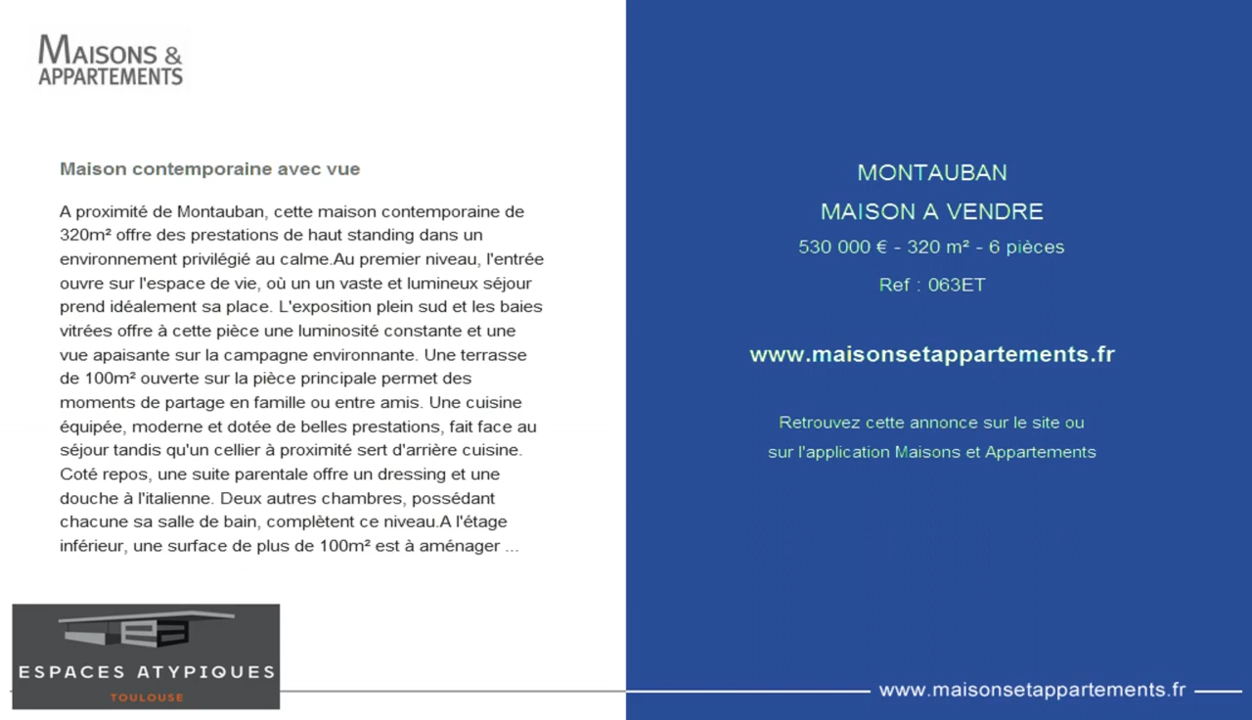 MAISONS &
APPARTEMENTS
Maison contemporaine avec vue
A proximité de Montauban, cette maison contemporaine de
320m² offre des prestations de haut standing dans un
environnement privilégié au calme.Au premier niveau, l'entrée
ouvre sur l'espace de vie, où un un vaste et lumineux séjour
prend idéalement sa place. L'exposition plein sud et les baies
vitrées offre à cette pièce une luminosité constante et une
vue apaisante sur la campagne environnante. Une terrasse
de 100m² ouverte sur la pièce principale permet des
moments de partage en famille ou entre amis. Une cuisine
équipée, moderne et dotée de belles prestations, fait face au
séjour tandis qu'un cellier à proximité sert d'arrière cuisine.
Coté repos, une suite parentale offre un dressing et une
douche à l'italienne. Deux autres chambres, possédant
chacune sa salle de bain, complètent ce niveau.A l'étage
inférieur, une surface de plus de 100m² est à aménager ...
ESPACES ATYPIQUES
TOULOUSE
MONTAUBAN
MAISON A VENDRE
530 000 € - 320 m² - 6 pièces
Ref : 063ET
www.maisonsetappartements.fr
Retrouvez cette annonce sur le site ou
sur l'application Maisons et Appartements
www.maisonsetappartements.fr